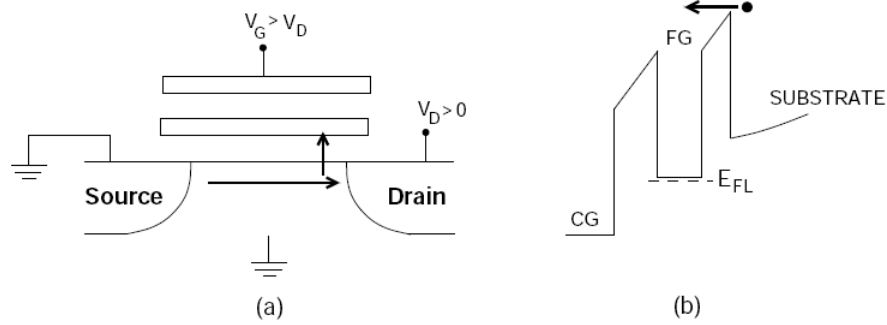 V_G > V_D
V_D > 0
Source
Drain
(a)
FG
SUBSTRATE
E_FL
CG
(b)